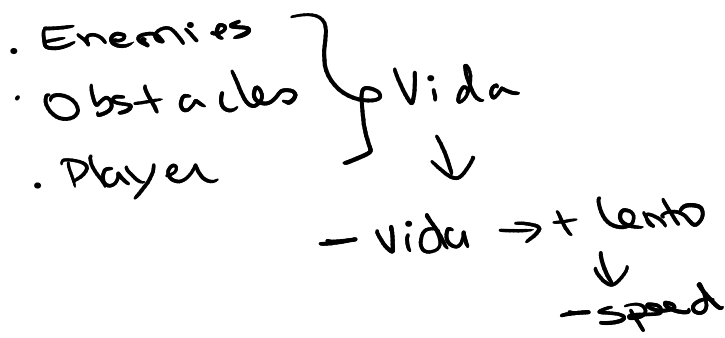 . Enemies
. Obstacles } Vida
. Player
↓
- vida → + lento
↓
- speed